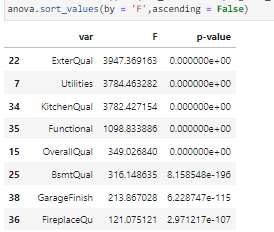 anova.sort_values(by = 'F',ascending = False)
var F p-value
22 ExterQual 3947.369163 0.000000e+00
7 Utilities 3784.463282 0.000000e+00
34 KitchenQual 3782.427154 0.000000e+00
35 Functional 1098.833886 0.000000e+00
15 OverallQual 349.026840 0.000000e+00
25 BsmtQual 316.148635 8.158548e-196
38 GarageFinish 213.867028 6.228747e-115
36 FireplaceQu 121.075121 2.971217e-107